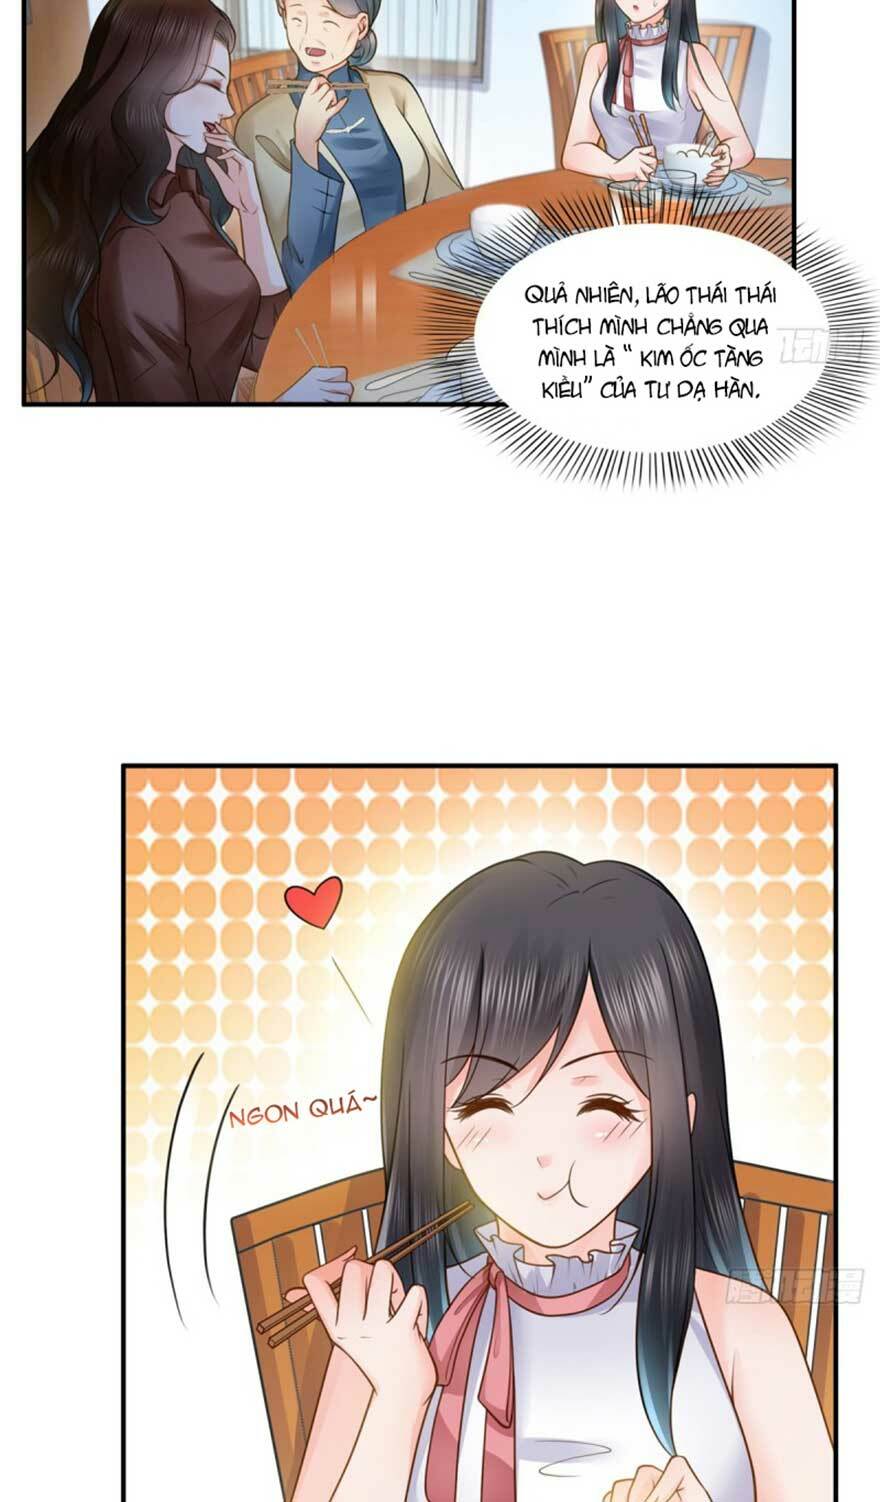 QUẢ NHIÊN, LÃO THÁI THÁI
THÍCH MÌNH CHẲNG QUA
MÌNH LÀ " KIM ỐC TÀNG
KIỀU" CỦA TƯ DẠ HÀN.
NGON QUÁ~